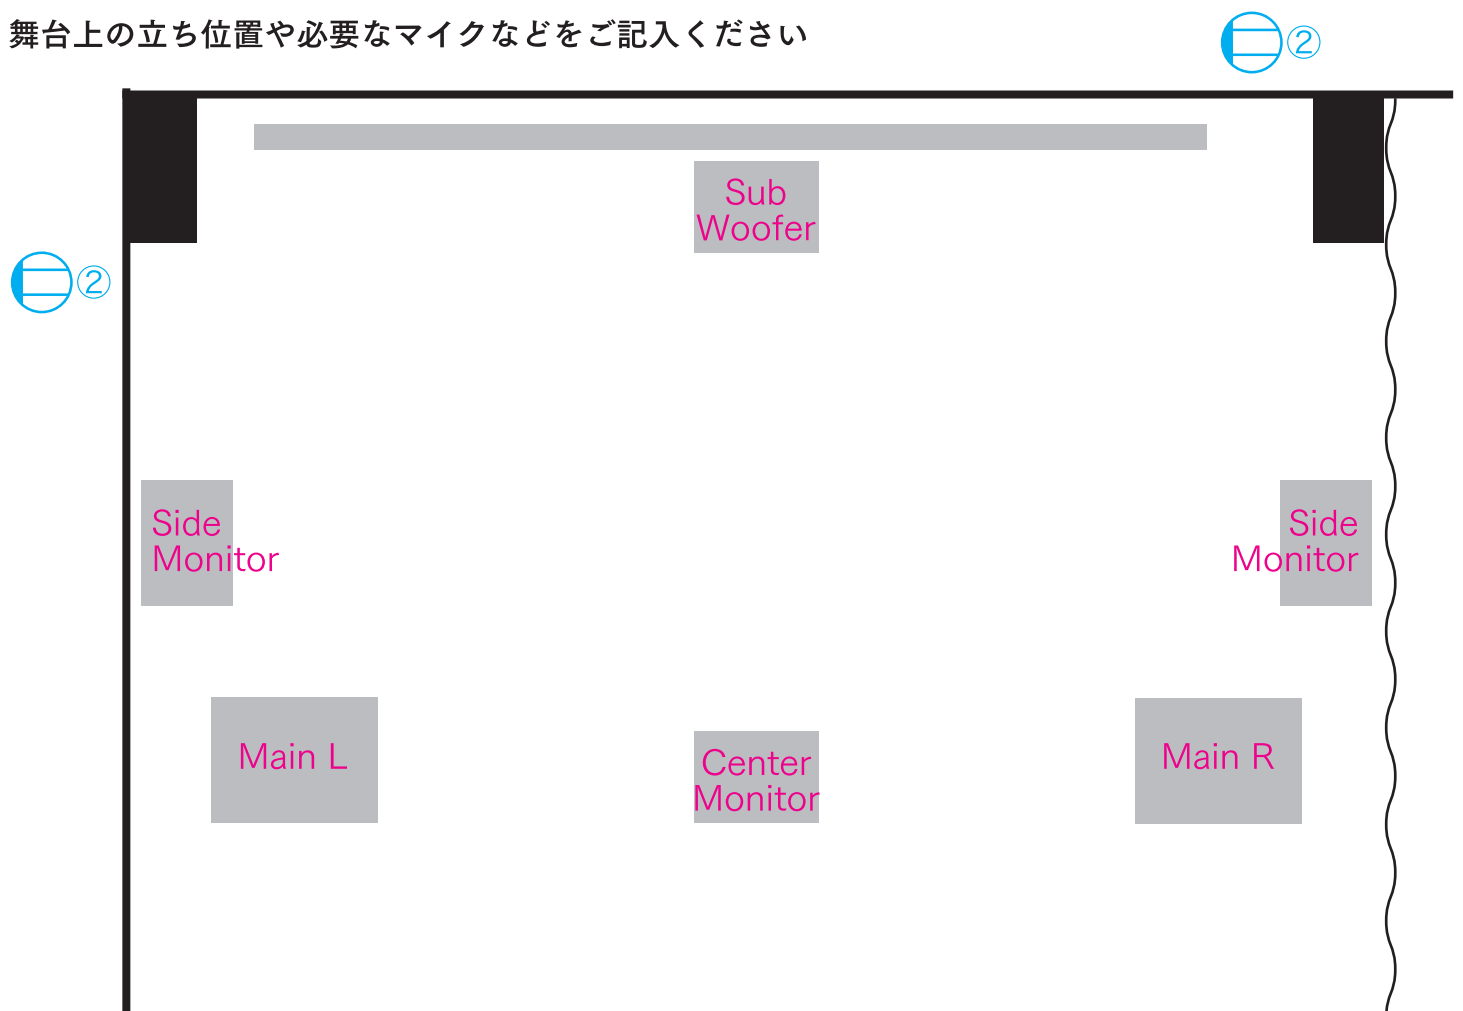 舞台上の立ち位置や必要なマイクなどをご記入ください
②
Sub
Woofer
②
Side
Monitor
Side
Monitor
Main L
Center
Monitor
Main R